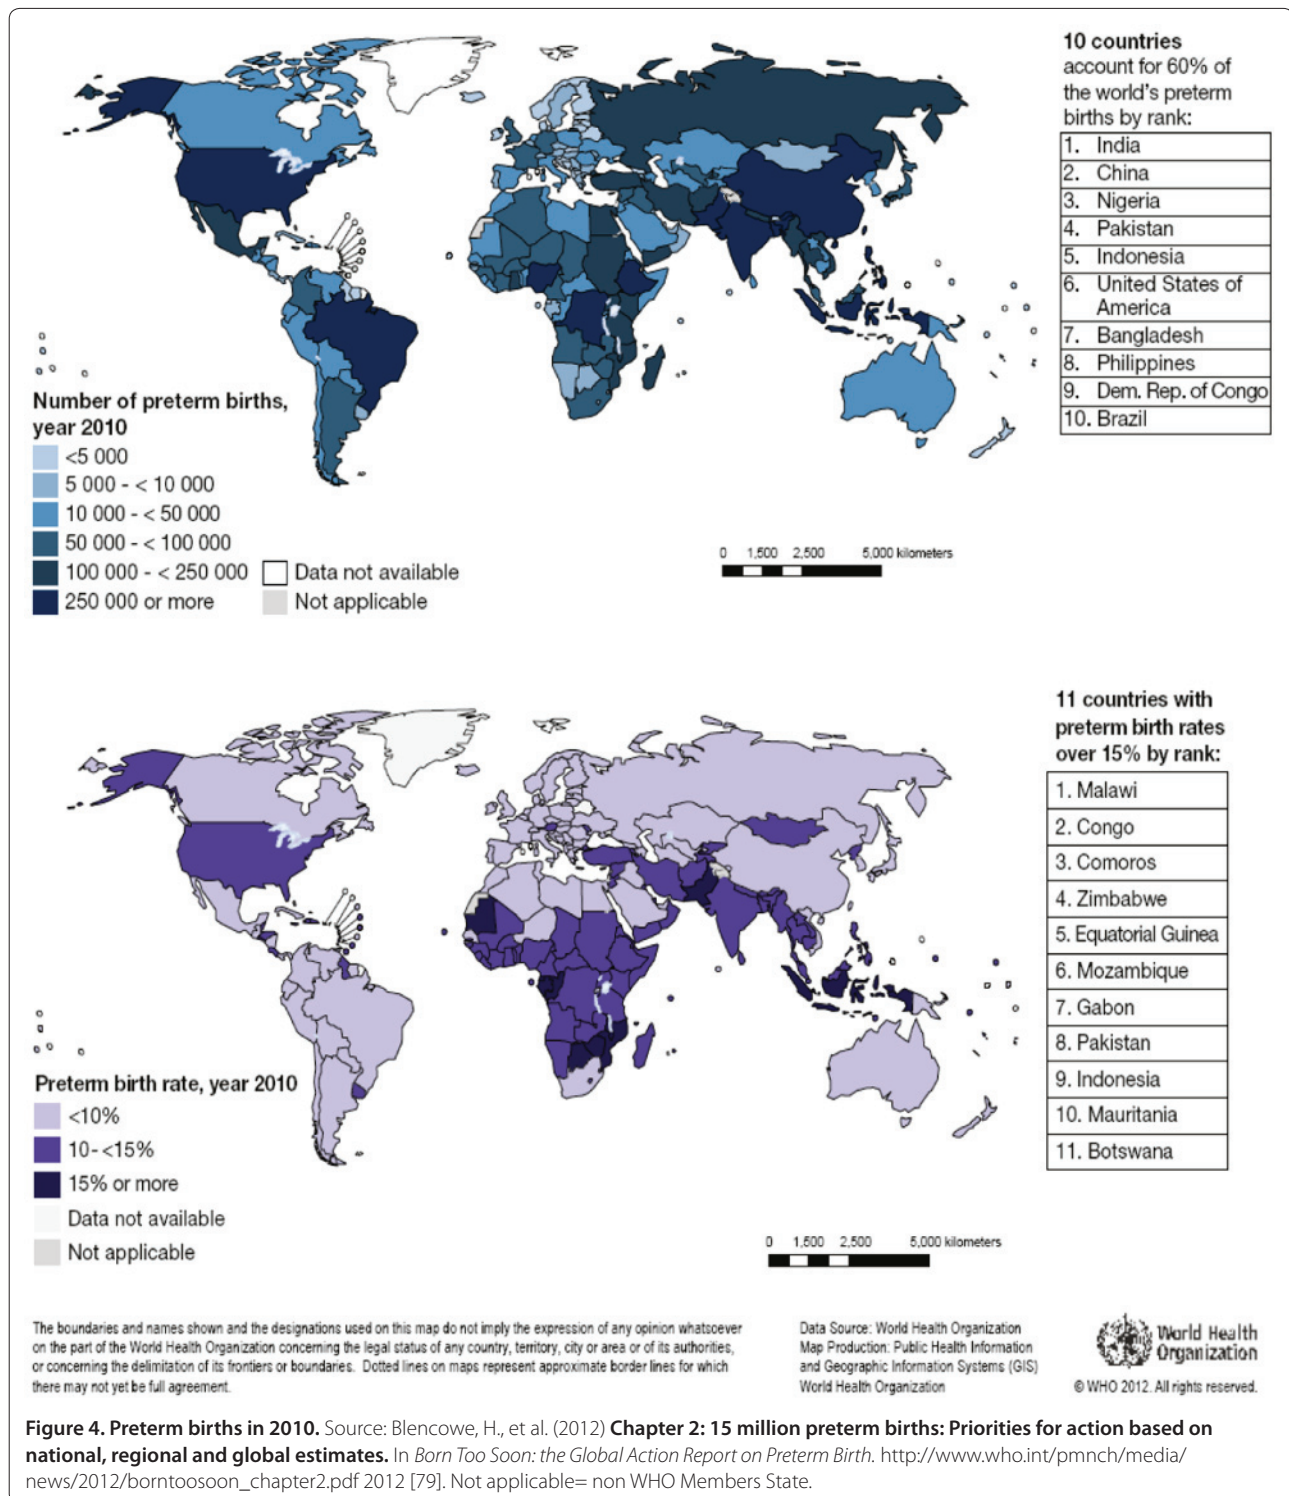 10 countries
account for 60% of
the world's preterm
births by rank:
1. India
2. China
3. Nigeria
4. Pakistan
5. Indonesia
6. United States of
America
7. Bangladesh
8. Philippines
9. Dem. Rep. of Congo
10. Brazil
Number of preterm births,
year 2010
<5 000
5 000 - < 10 000
10 000 - < 50 000
50 000 - < 100 000
100 000 - < 250 000
250 000 or more
Data not available
Not applicable
0 1,500 2,500 5,000 kilometers
11 countries with
preterm birth rates
over 15% by rank:
1. Malawi
2. Congo
3. Comoros
4. Zimbabwe
5. Equatorial Guinea
6. Mozambique
7. Gabon
8. Pakistan
9. Indonesia
10. Mauritania
11. Botswana
Preterm birth rate, year 2010
<10%
10- <15%
15% or more
Data not available
Not applicable
0 1,500 2,500 5,000 kilometers
The boundaries and names shown and the designations used on this map do not imply the expression of any opinion whatsoever
on the part of the World Health Organization concerning the legal status of any country, territory, city or area or of its authorities,
or concerning the delimitation of its frontiers or boundaries. Dotted lines on maps represent approximate border lines for which
there may not yet be full agreement.
Data Source: World Health Organization
Map Production: Public Health Information
and Geographic Information Systems (GIS)
World Health Organization
World Health
Organization
© WHO 2012. All rights reserved.
Figure 4. Preterm births in 2010. Source: Blencowe, H., et al. (2012) Chapter 2: 15 million preterm births: Priorities for action based on
national, regional and global estimates. In Born Too Soon: the Global Action Report on Preterm Birth. http://www.who.int/pmnch/media/
news/2012/borntoosoon_chapter2.pdf 2012 [79]. Not applicable= non WHO Members State.